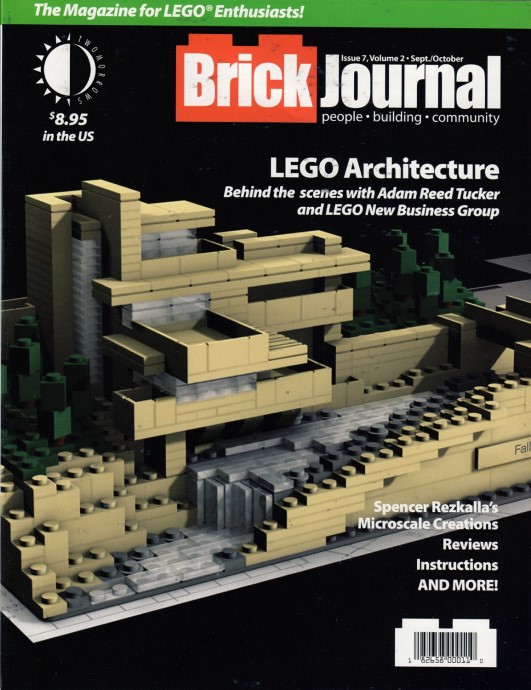 The Magazine for LEGO® Enthusiasts!
TWOMORROWS
$8.95
in the US
Issue 7, Volume 2 • Sept./October
BrickJournal
people • building • community
LEGO Architecture
Behind the scenes with Adam Reed Tucker
and LEGO New Business Group
Fall
Spencer Rezkalla's
Microscale Creations
Reviews
Instructions
AND MORE!